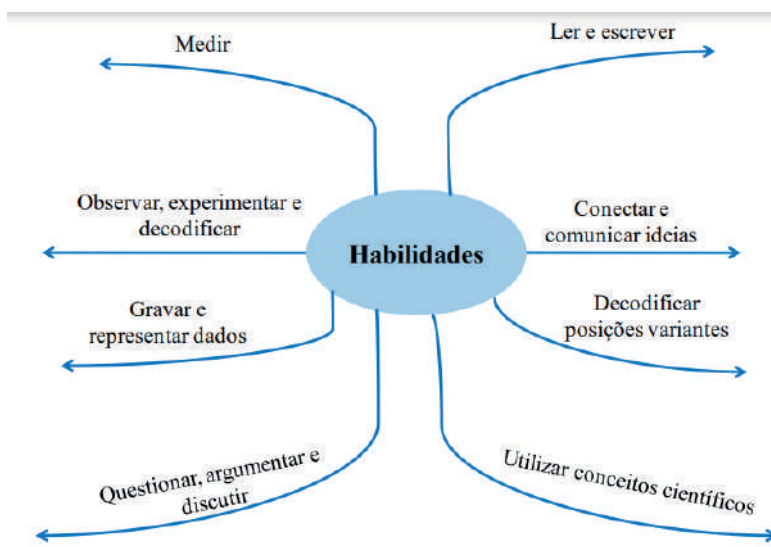 Medir
Ler e escrever
Observar, experimentar e
decodificar
Habilidades
Conectar e
comunicar ideias
Gravar e
representar dados
Decodificar
posições variantes
Questionar, argumentar e
discutir
Utilizar conceitos científicos